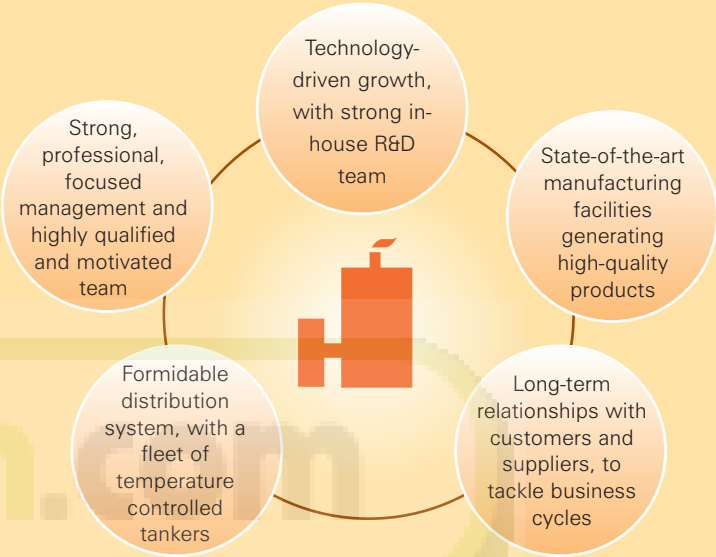 Technology-
driven growth,
with strong in-
house R&D
team
State-of-the-art
manufacturing
facilities
generating
high-quality
products
Long-term
relationships with
customers and
suppliers, to
tackle business
cycles
Formidable
distribution
system, with a
fleet of
temperature
controlled
tankers
Strong,
professional,
focused
management and
highly qualified
and motivated
team